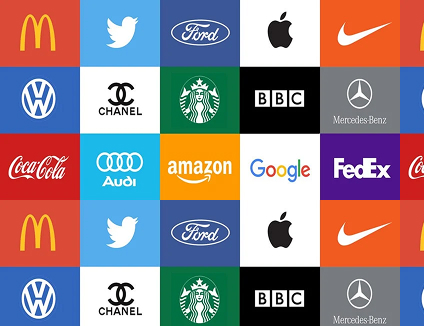 Ford
CHANEL
BBC
Mercedes-Benz
Coca-Cola
Audi
amazon
Google
FedEx
Ford
CHANEL
BBC
Mercedes-Benz